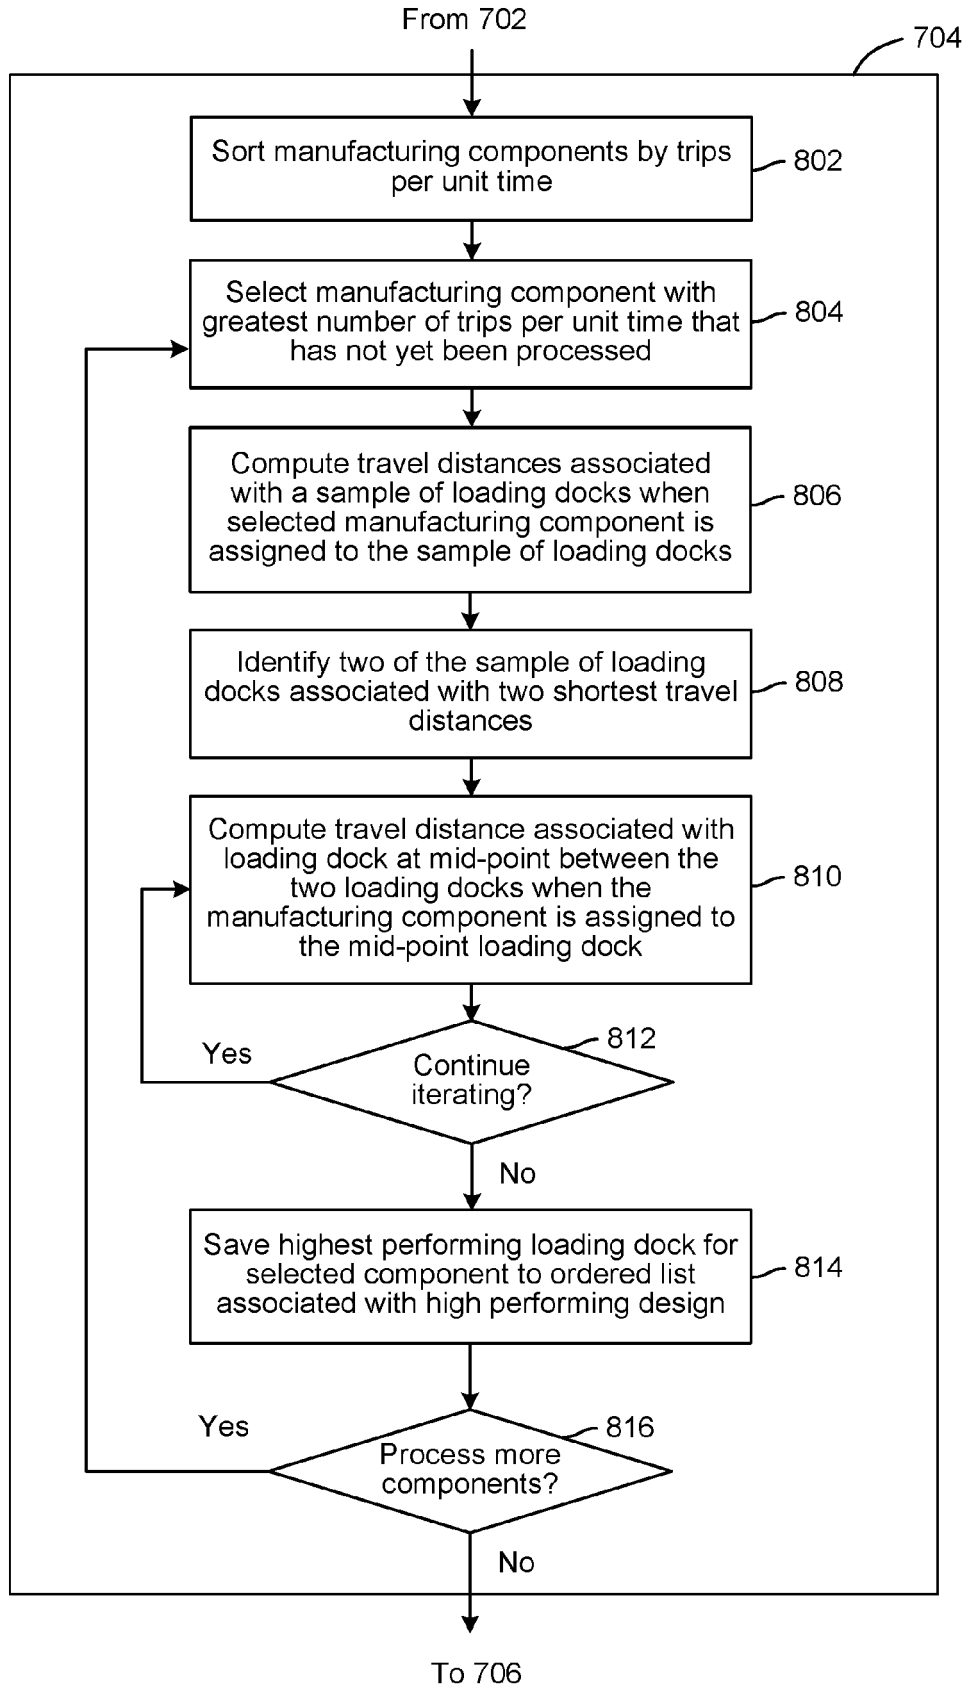 From 702
704
Sort manufacturing components by trips
per unit time
802
Select manufacturing component with
greatest number of trips per unit time that
has not yet been processed
804
Compute travel distances associated
with a sample of loading docks when
selected manufacturing component is
assigned to the sample of loading docks
806
Identify two of the sample of loading
docks associated with two shortest travel
distances
808
Compute travel distance associated with
loading dock at mid-point between the
two loading docks when the
manufacturing component is assigned to
the mid-point loading dock
810
812
Yes
Continue
iterating?
No
Save highest performing loading dock for
selected component to ordered list
associated with high performing design
814
Yes
816
Process more
components?
No
To 706